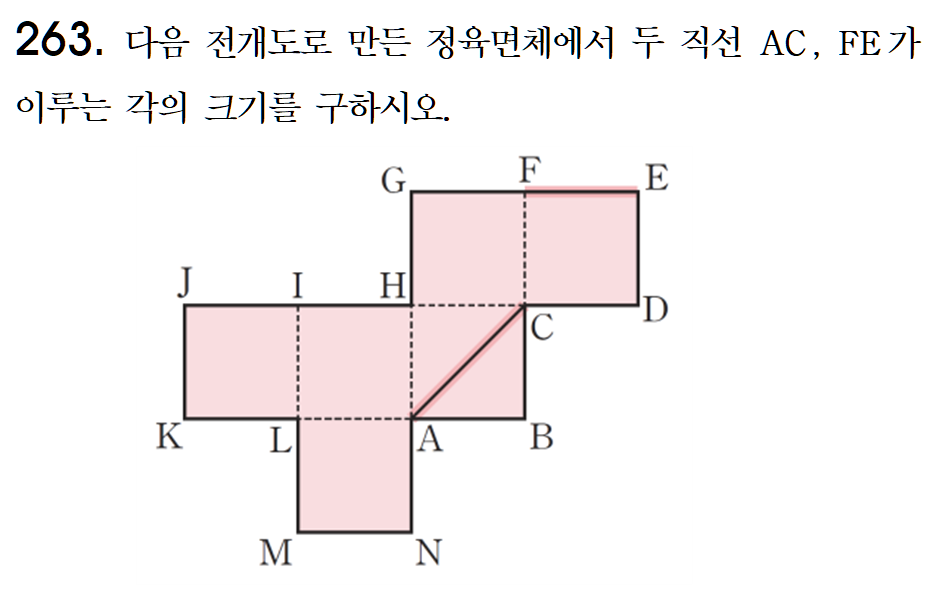 263. 다음 전개도로 만든 정육면체에서 두 직선 AC, FE가
이루는 각의 크기를 구하시오.
F
G E
J I H
C D
K L A B
M N